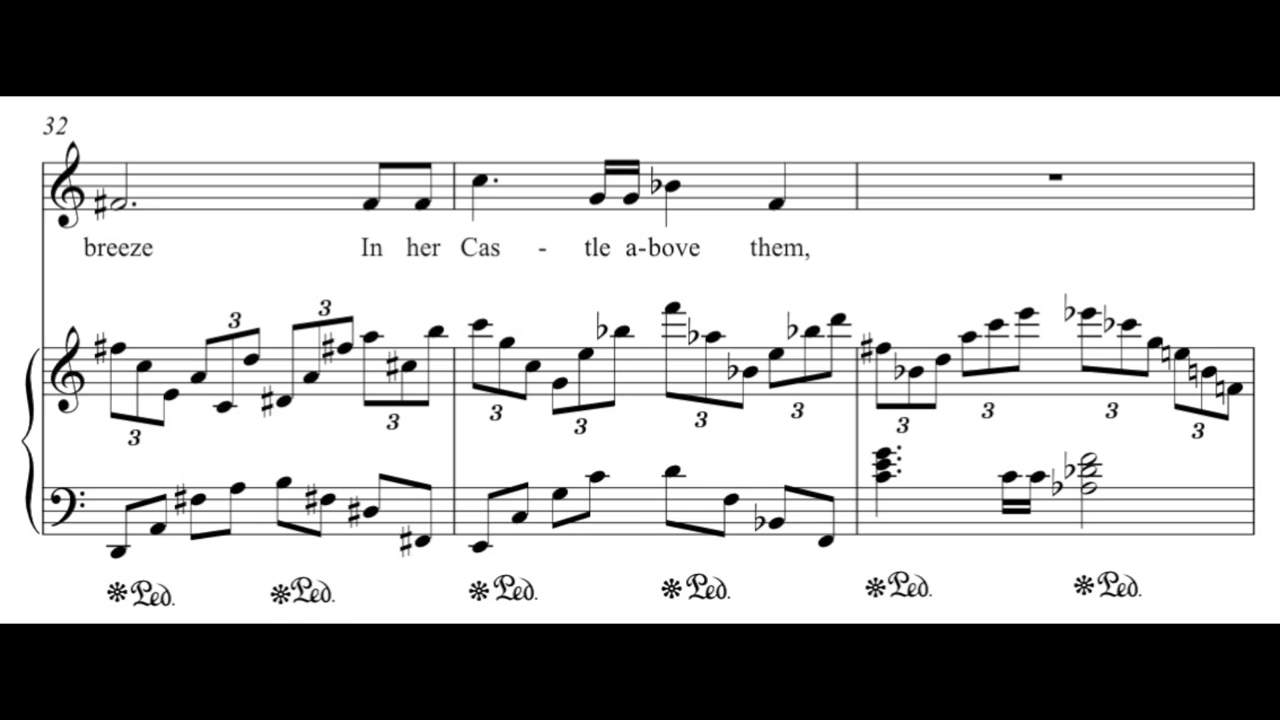 32
breeze In her Cas - tle a-bove them,
3 3 3 3 3 3 3 3 3 3 3 3
Ped. Ped. Ped. Ped. Ped. Ped.